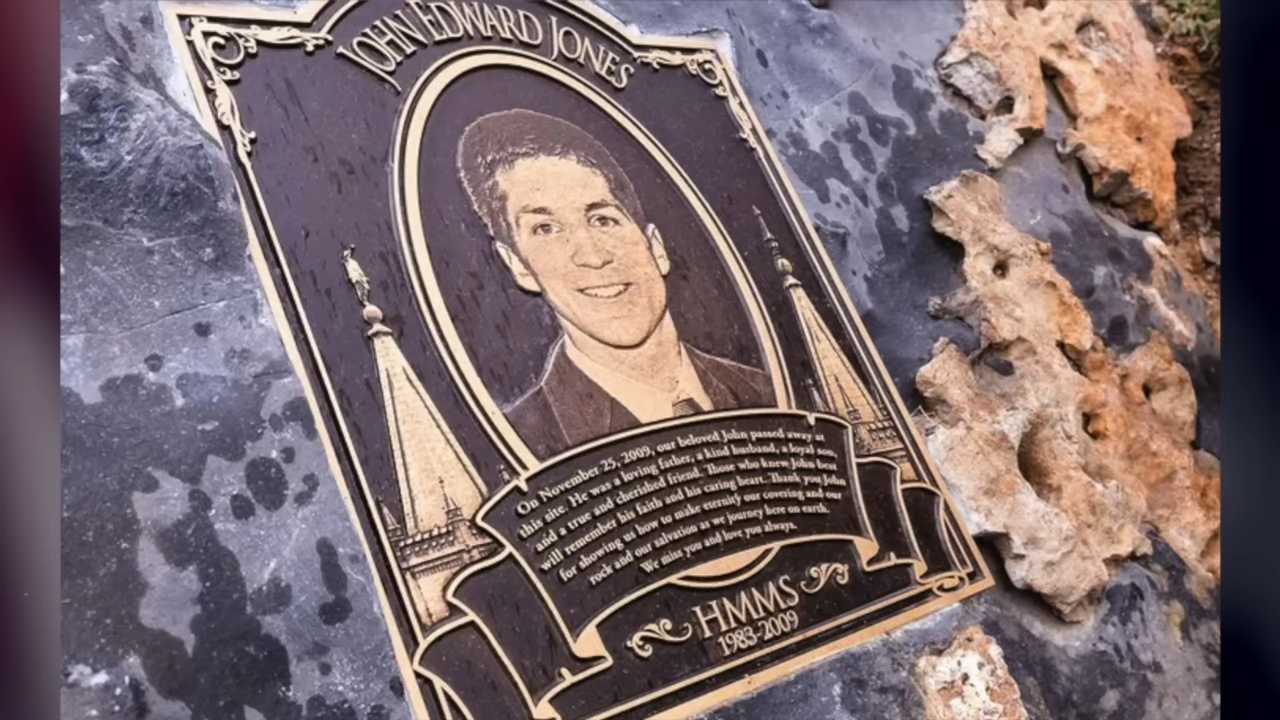 JOHN EDWARD JONES
On November 25, 2009, our beloved John passed away at
this site. He was a loving father, a kind husband, a loyal son,
and a true and cherished friend. Those who knew John best
will remember his faith and his caring heart. Thank you John
for showing us how to make eternity our covering and our
rock and our salvation as we journey here on earth.
We miss you and love you always.
HMMS
1983-2009